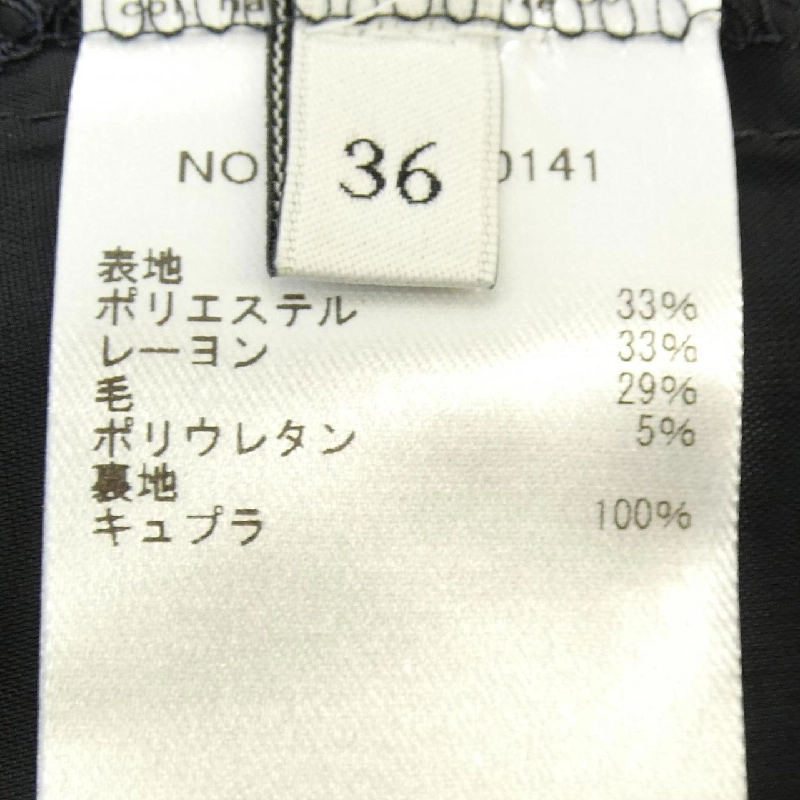 36
NO 0141
表地
ポリエステル 33%
レーヨン 33%
毛 29%
ポリウレタン 5%
裏地
キュプラ 100%